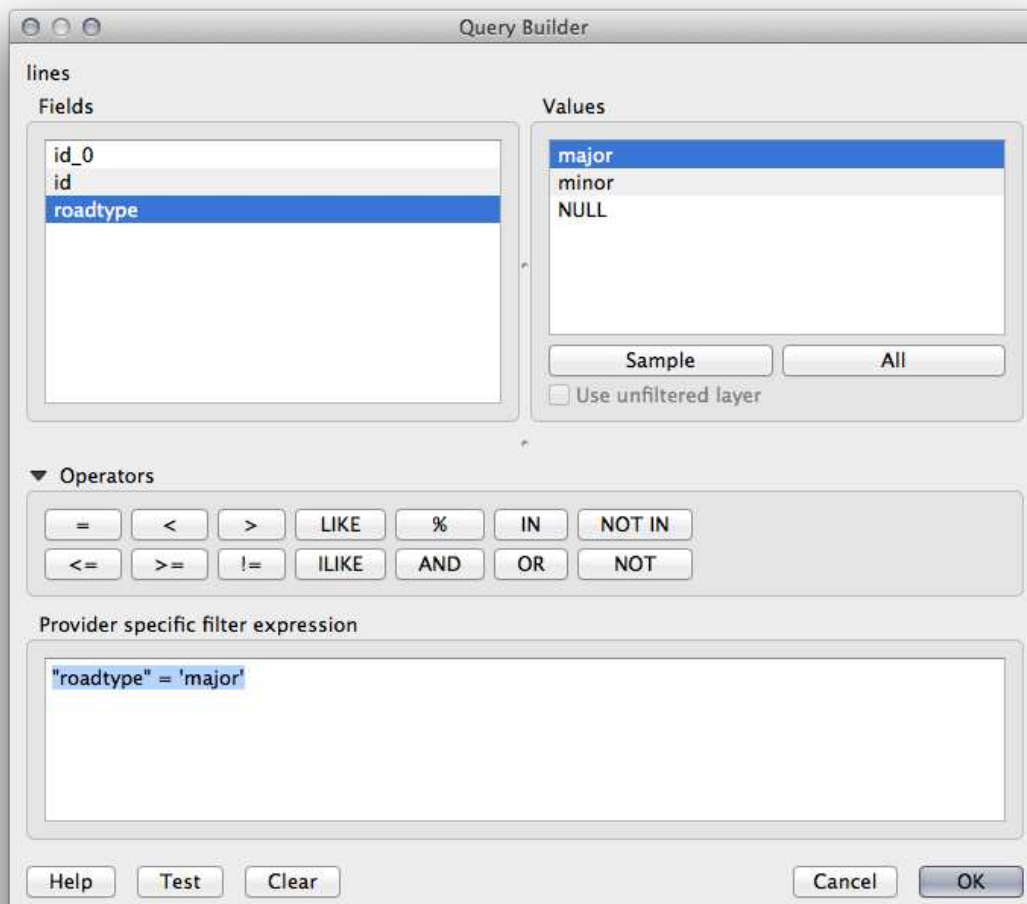 Query Builder
lines
Fields
Values
id_0
id
roadtype
major
minor
NULL
Sample
All
Use unfiltered layer
Operators
= < > LIKE % IN NOT IN
<= >= != ILIKE AND OR NOT
Provider specific filter expression
"roadtype" = 'major'
Help Test Clear Cancel OK